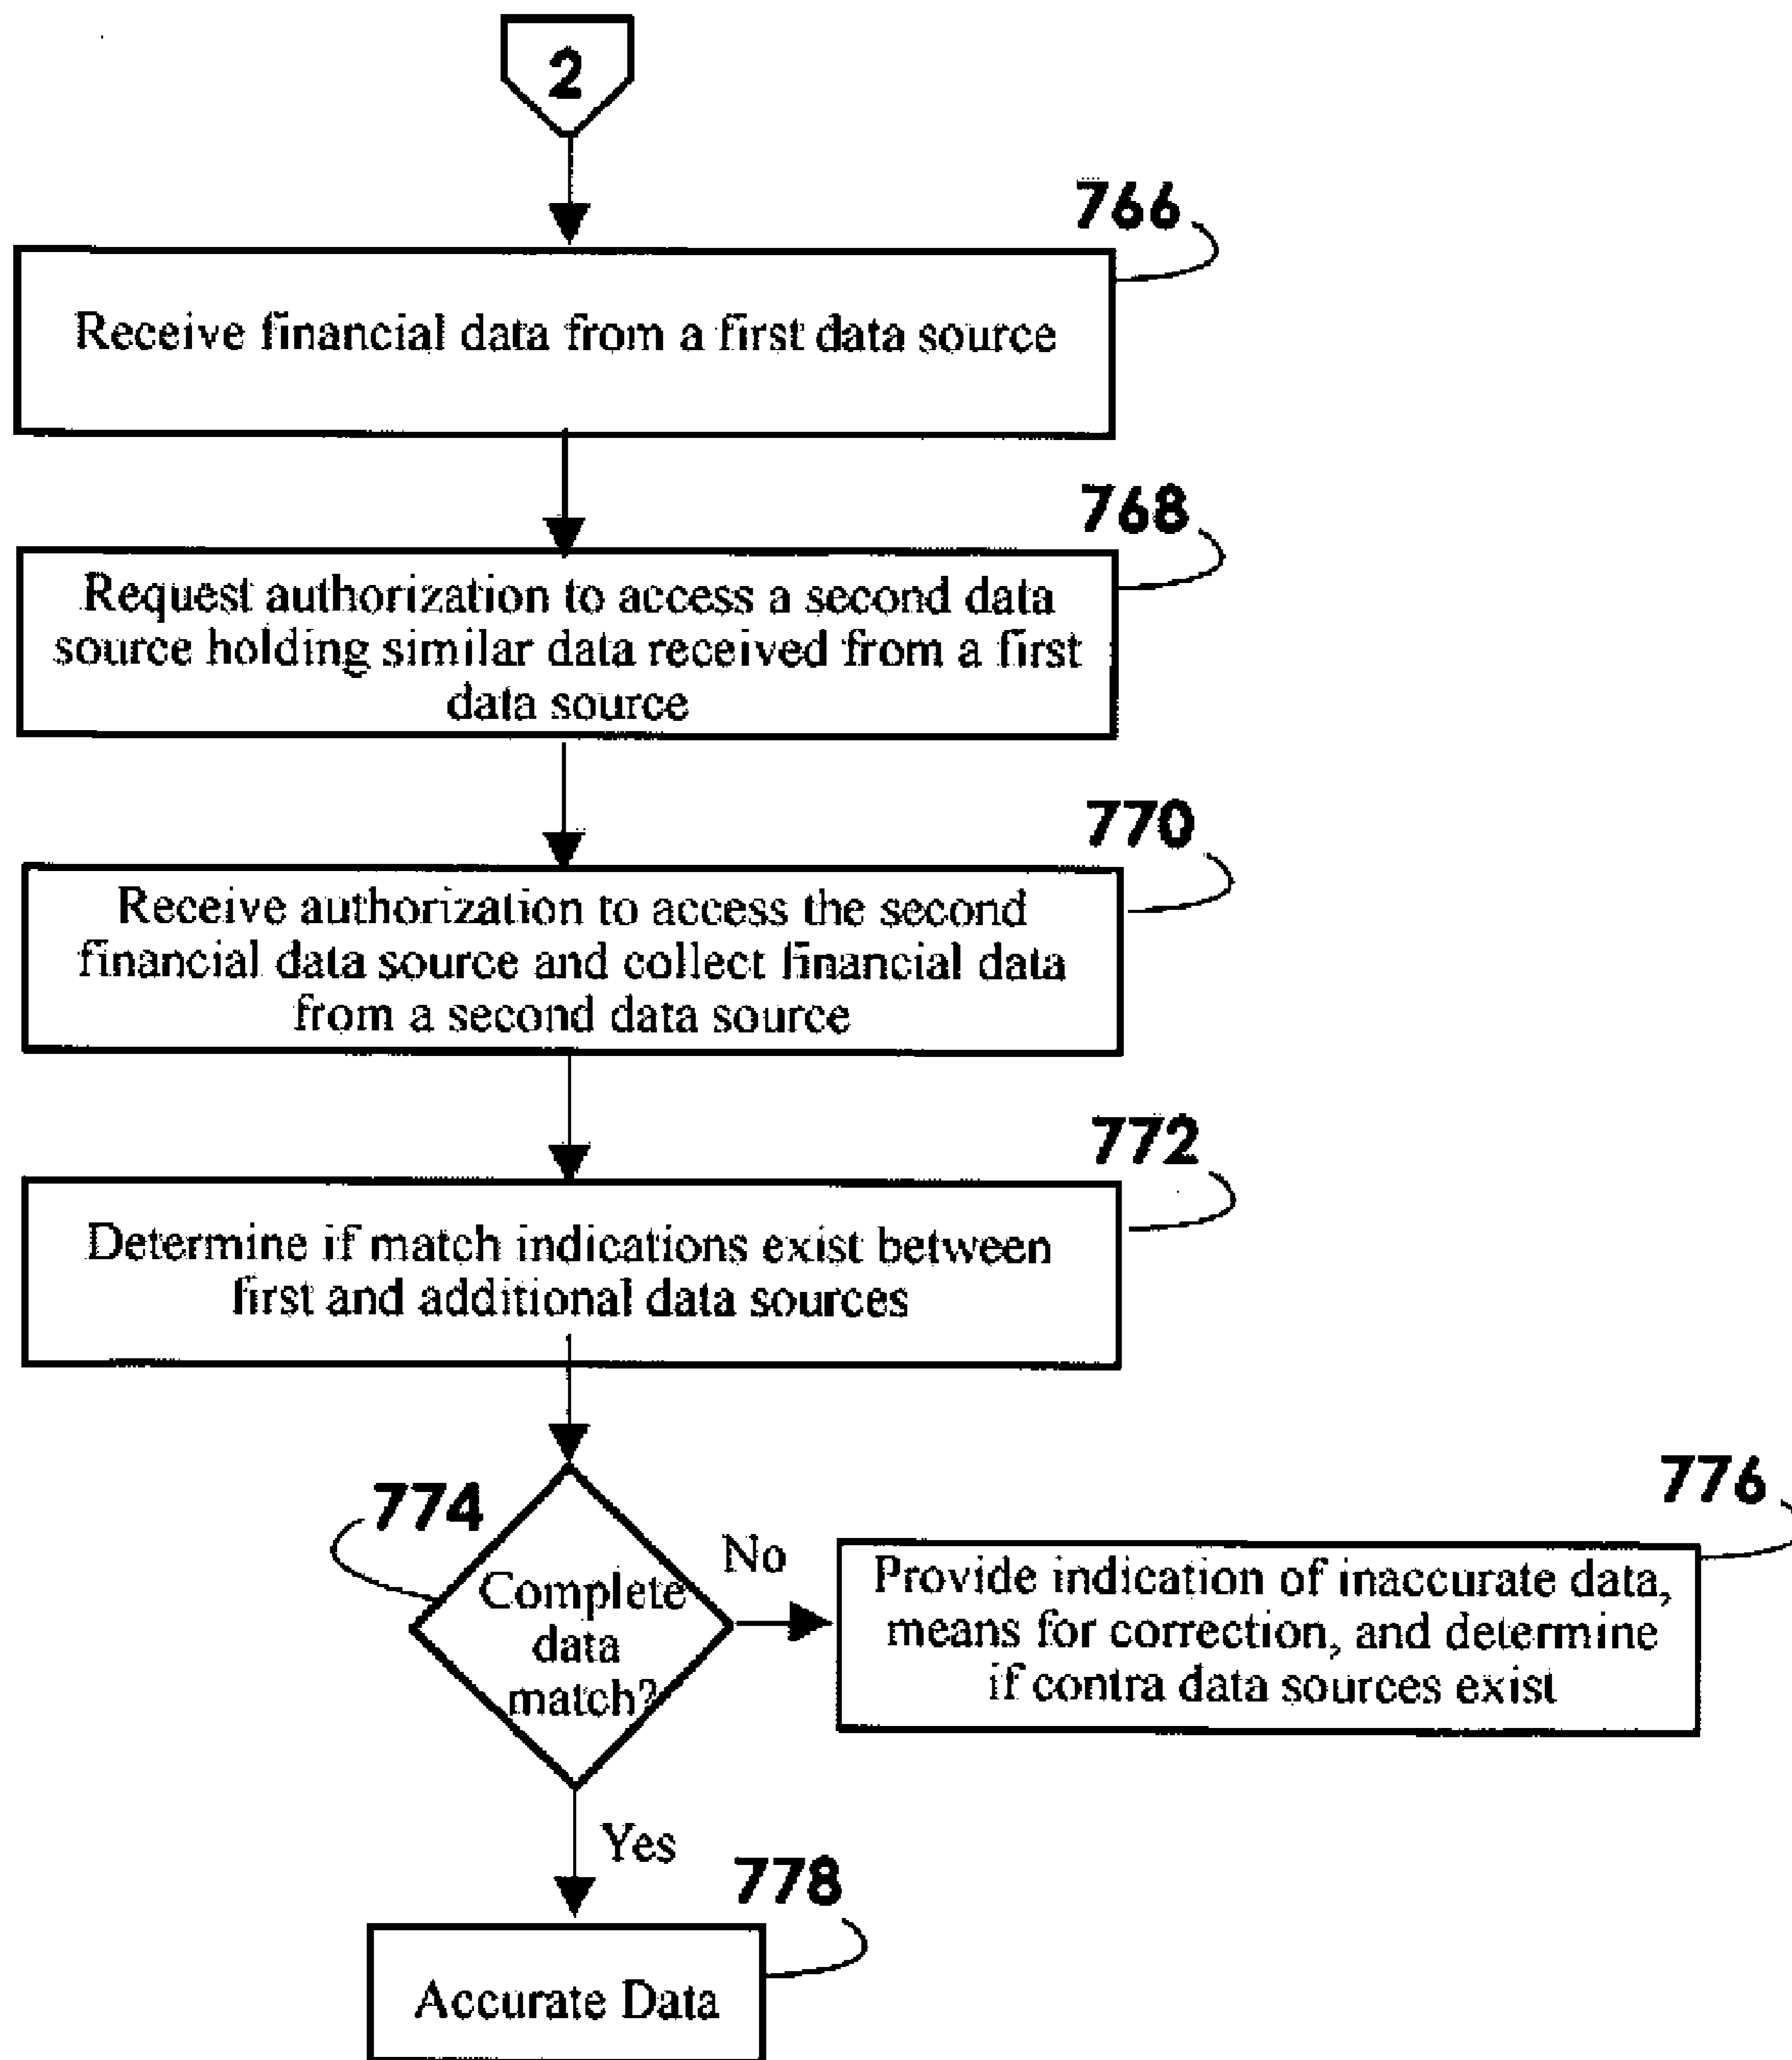 2
766
Receive financial data from a first data source
768
Request authorization to access a second data
source holding similar data received from a first
data source
770
Receive authorization to access the second
financial data source and collect financial data
from a second data source
772
Determine if match indications exist between
first and additional data sources
774
Complete
data
match?
No
776
Provide indication of inaccurate data,
means for correction, and determine
if contra data sources exist
Yes
778
Accurate Data